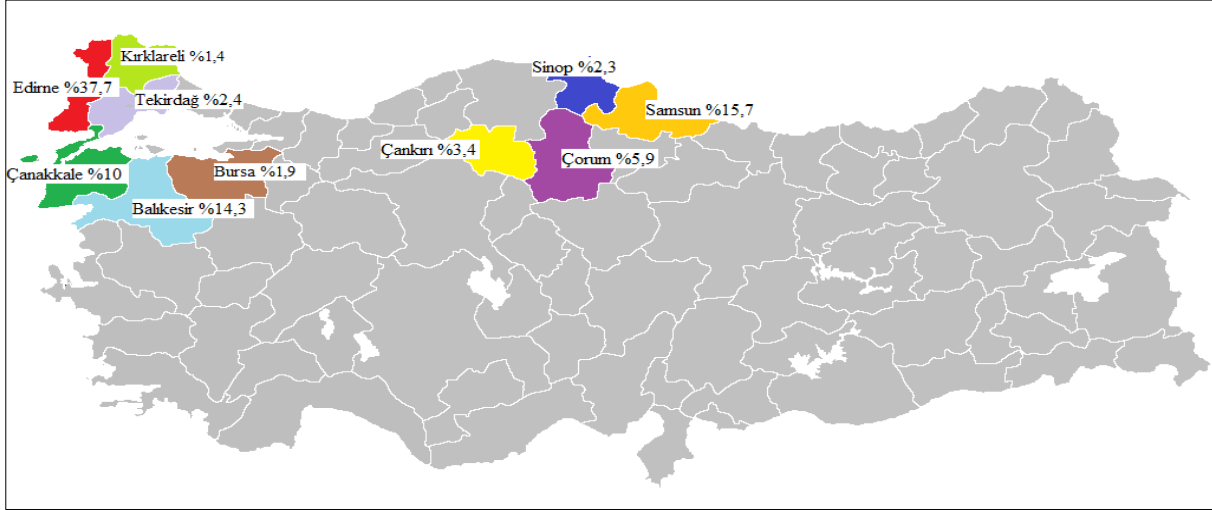 Kırklareli %1,4
Edirne %37,7
Tekirdağ %2,4
Sinop %2,3
Samsun %15,7
Çankırı %3,4
Çorum %5,9
Çanakkale %10
Bursa %1,9
Balıkesir %14,3